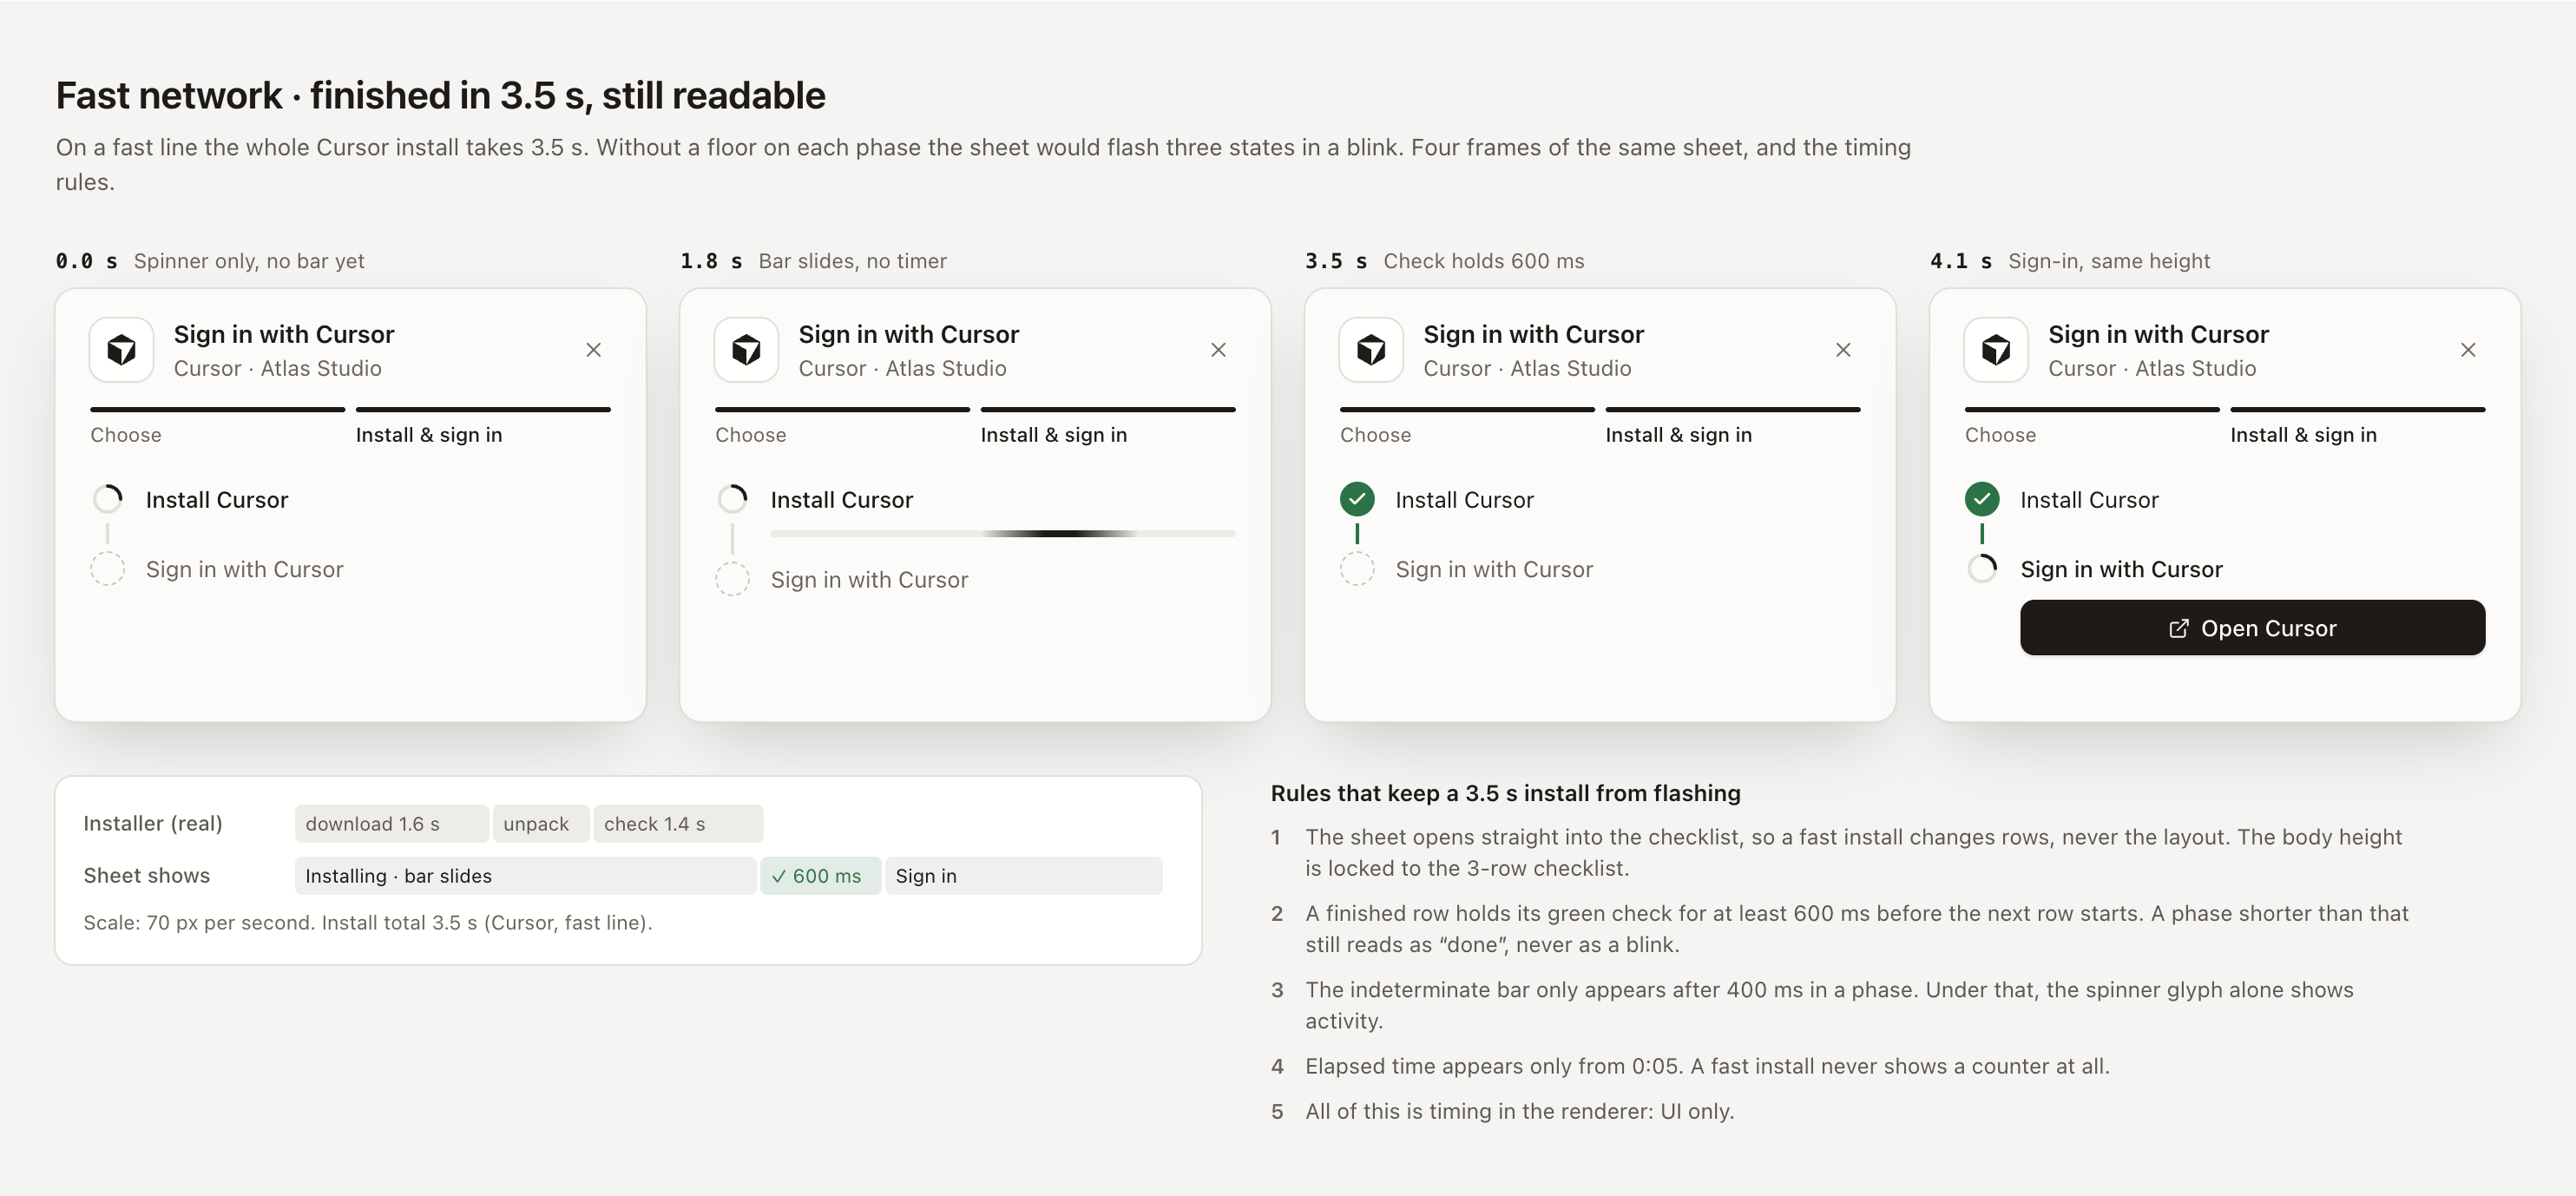 Fast network · finished in 3.5 s, still readable
On a fast line the whole Cursor install takes 3.5 s. Without a floor on each phase the sheet would flash three states in a blink. Four frames of the same sheet, and the timing
rules.
0.0 s Spinner only, no bar yet
Sign in with Cursor
Cursor · Atlas Studio
Choose
Install & sign in
Install Cursor
Sign in with Cursor
1.8 s Bar slides, no timer
Sign in with Cursor
Cursor · Atlas Studio
Choose
Install & sign in
Install Cursor
Sign in with Cursor
3.5 s Check holds 600 ms
Sign in with Cursor
Cursor · Atlas Studio
Choose
Install & sign in
Install Cursor
Sign in with Cursor
4.1 s Sign-in, same height
Sign in with Cursor
Cursor · Atlas Studio
Choose
Install & sign in
Install Cursor
Sign in with Cursor
Open Cursor
Installer (real) download 1.6 s unpack check 1.4 s
Sheet shows Installing · bar slides ✓ 600 ms Sign in
Scale: 70 px per second. Install total 3.5 s (Cursor, fast line).
Rules that keep a 3.5 s install from flashing
1 The sheet opens straight into the checklist, so a fast install changes rows, never the layout. The body height
is locked to the 3-row checklist.
2 A finished row holds its green check for at least 600 ms before the next row starts. A phase shorter than that
still reads as “done”, never as a blink.
3 The indeterminate bar only appears after 400 ms in a phase. Under that, the spinner glyph alone shows
activity.
4 Elapsed time appears only from 0:05. A fast install never shows a counter at all.
5 All of this is timing in the renderer: UI only.